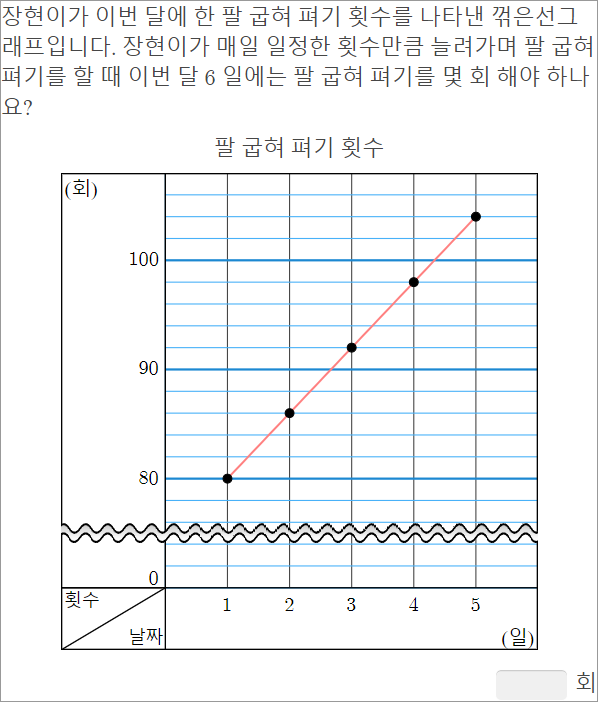 장현이가 이번 달에 한 팔 굽혀 펴기 횟수를 나타낸 꺾은선그
래프입니다. 장현이가 매일 일정한 횟수만큼 늘려가며 팔 굽혀
펴기를 할 때 이번 달 6 일에는 팔 굽혀 펴기를 몇 회 해야 하나
요?
팔 굽혀 펴기 횟수
(회)
100
90
80
0
횟수
날짜
1 2 3 4 5
(일)
회